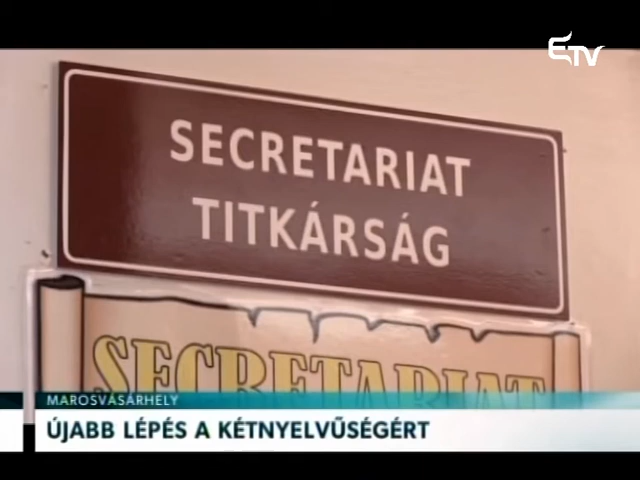 ETV
SECRETARIAT
TITKÁRSÁG
SECRETARIAT
MAROSVÁSÁRHELY
ÚJABB LÉPÉS A KÉTNYELVŰSÉGÉRT